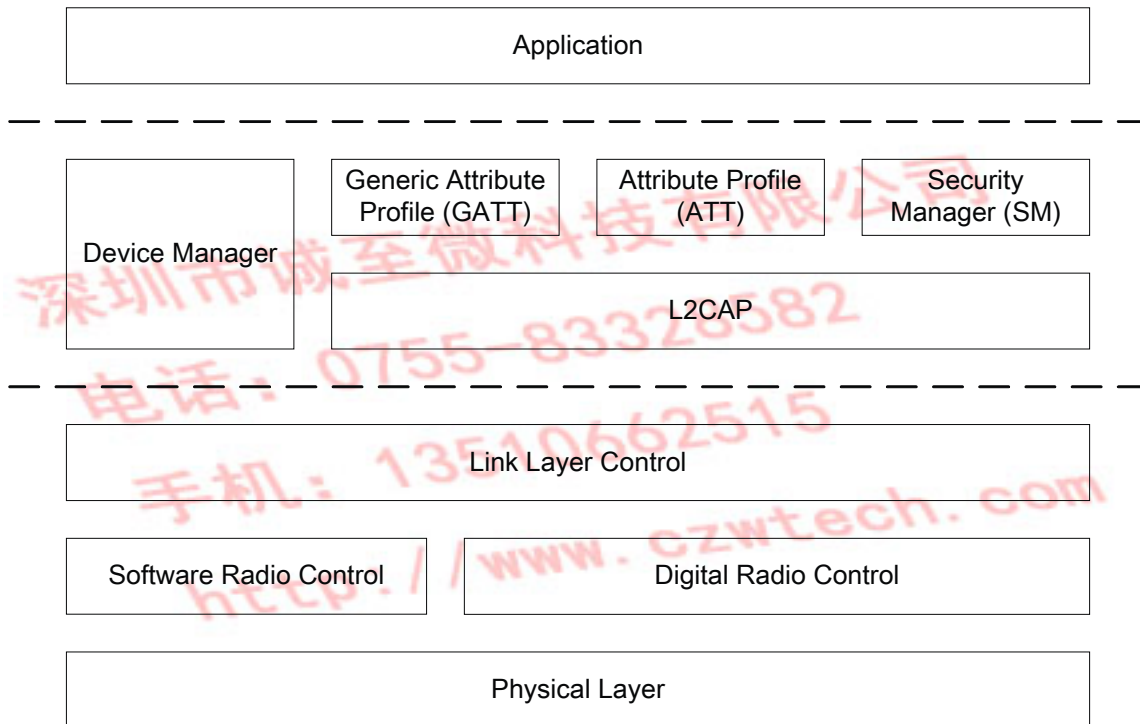 Application
Device Manager
Generic Attribute
Profile (GATT)
Attribute Profile
(ATT)
Security
Manager (SM)
L2CAP
Link Layer Control
Software Radio Control
Digital Radio Control
Physical Layer
深圳市诚至微科技有限公司
电话：0755-83328582
手机：13510662515
http://www.czwtech.com